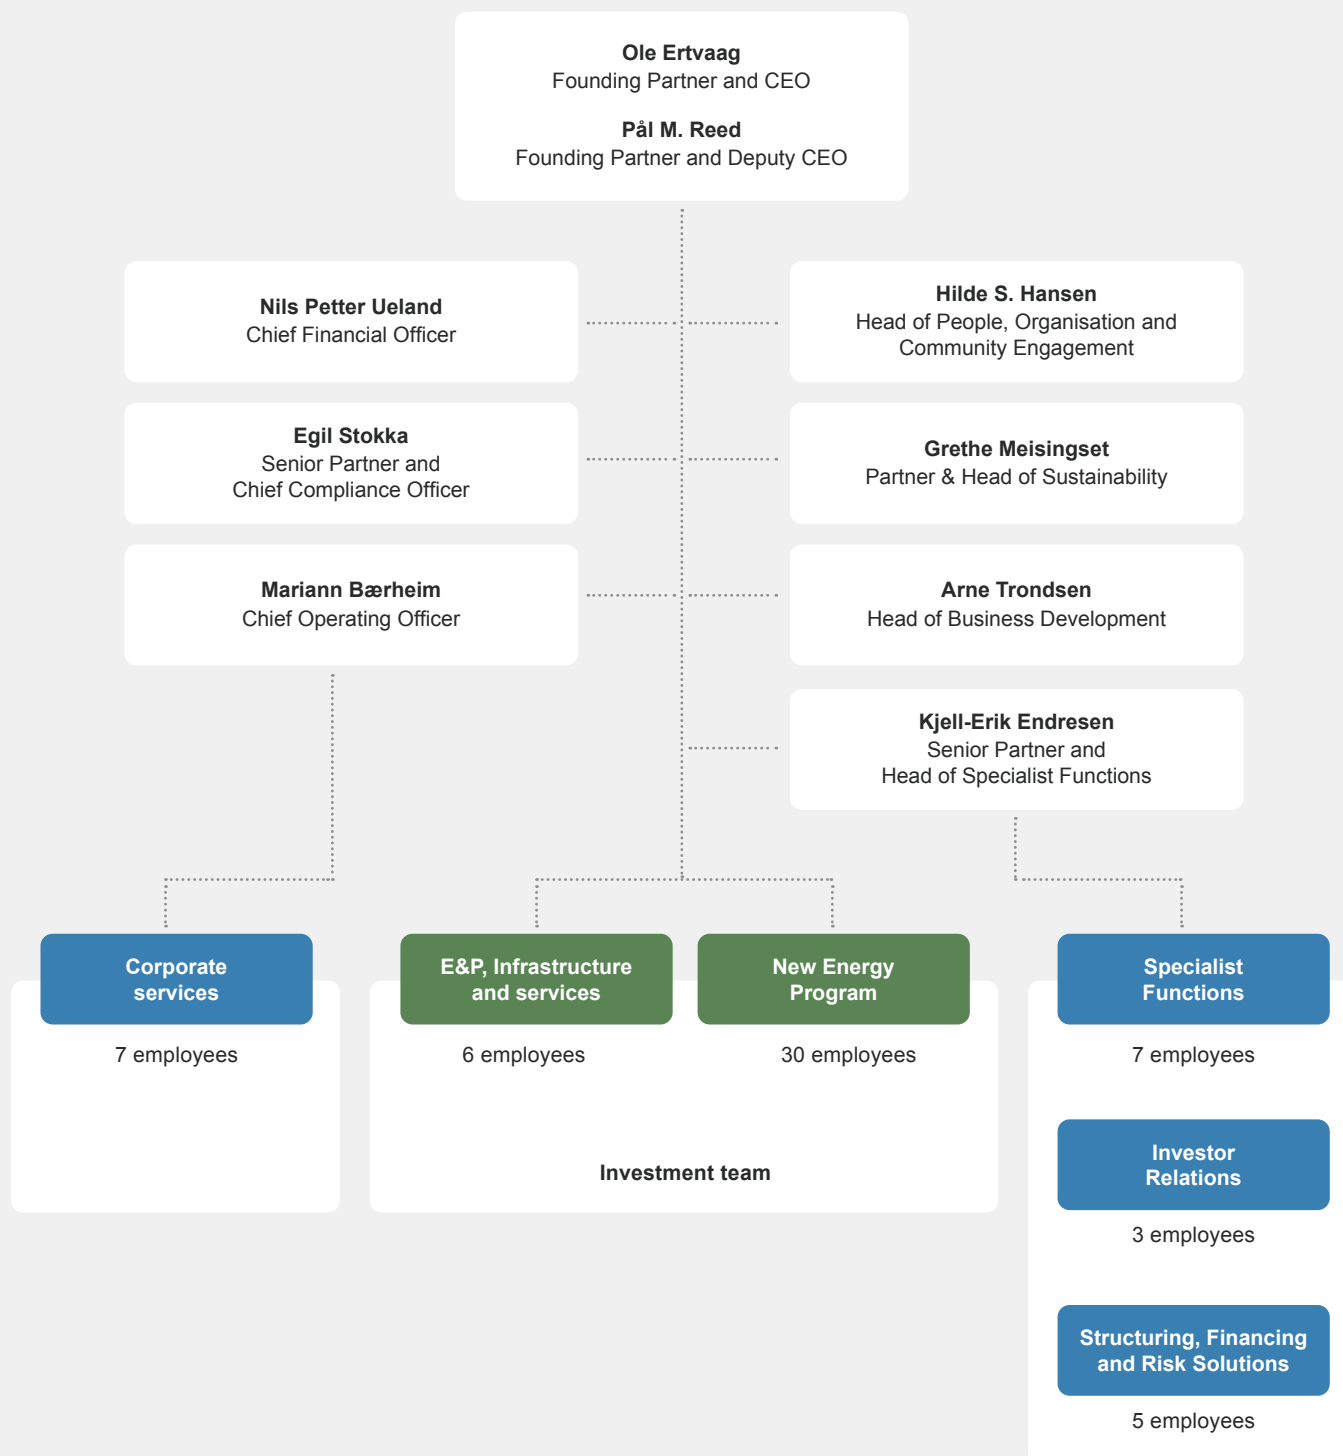 Ole Ertvaag
Founding Partner and CEO
Pål M. Reed
Founding Partner and Deputy CEO
Nils Petter Ueland
Chief Financial Officer
Hilde S. Hansen
Head of People, Organisation and
Community Engagement
Egil Stokka
Senior Partner and
Chief Compliance Officer
Grethe Meisingset
Partner & Head of Sustainability
Mariann Bærheim
Chief Operating Officer
Arne Trondsen
Head of Business Development
Kjell-Erik Endresen
Senior Partner and
Head of Specialist Functions
Corporate
services
7 employees
E&P, Infrastructure
and services
6 employees
New Energy
Program
30 employees
Investment team
Specialist
Functions
7 employees
Investor
Relations
3 employees
Structuring, Financing
and Risk Solutions
5 employees